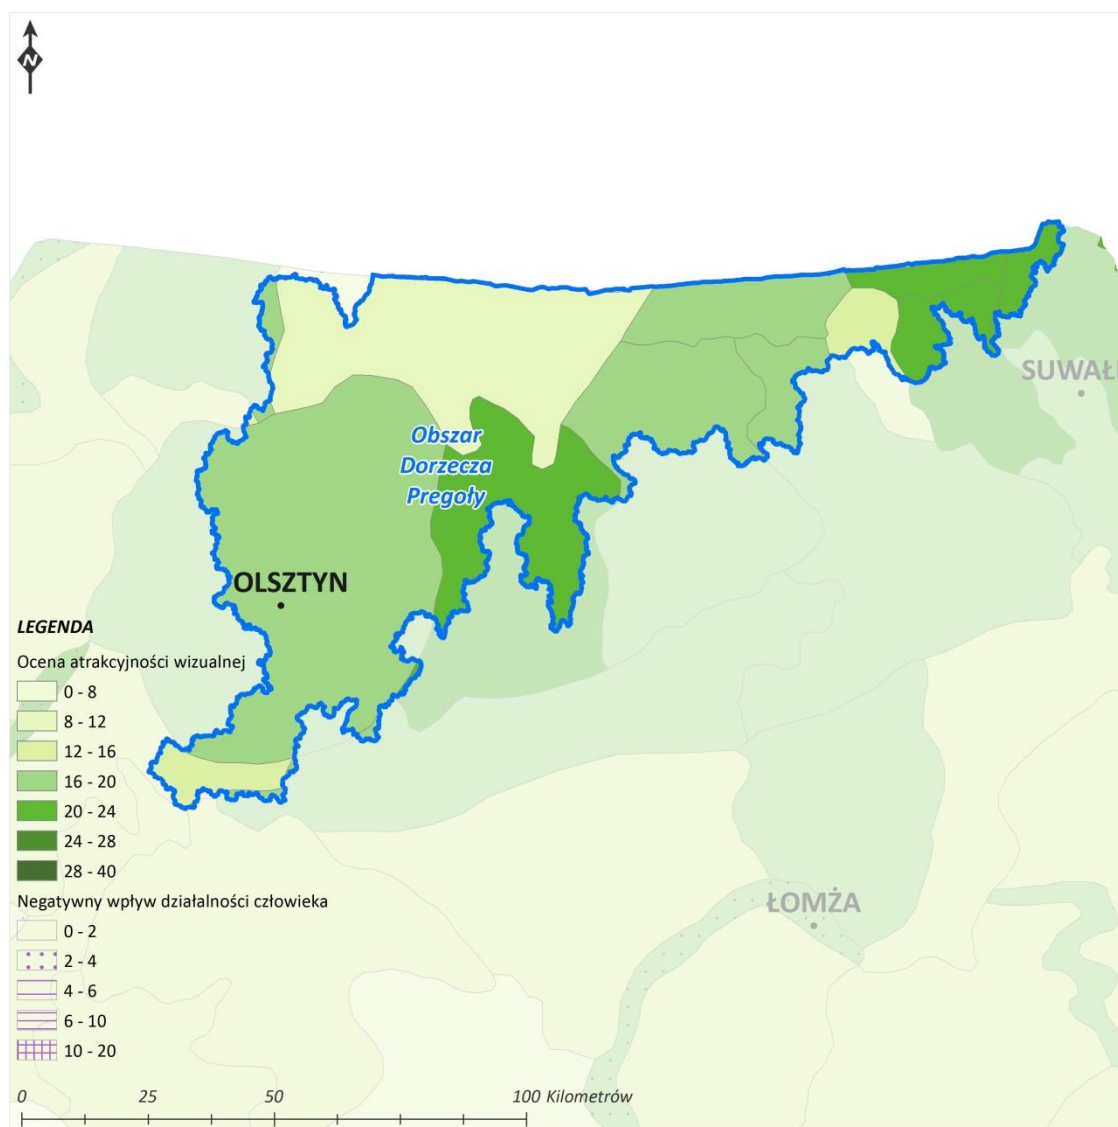 N
SUWAŁ
Obszar
Dorzecza
Pregoły
OLSZTYN
LEGENDA
Ocena atrakcyjności wizualnej
0 - 8
8 - 12
12 - 16
16 - 20
20 - 24
24 - 28
28 - 40
Negatywny wpływ działalności człowieka
0 - 2
2 - 4
4 - 6
6 - 10
10 - 20
ŁOMŻA
0 25 50 100 Kilometrów